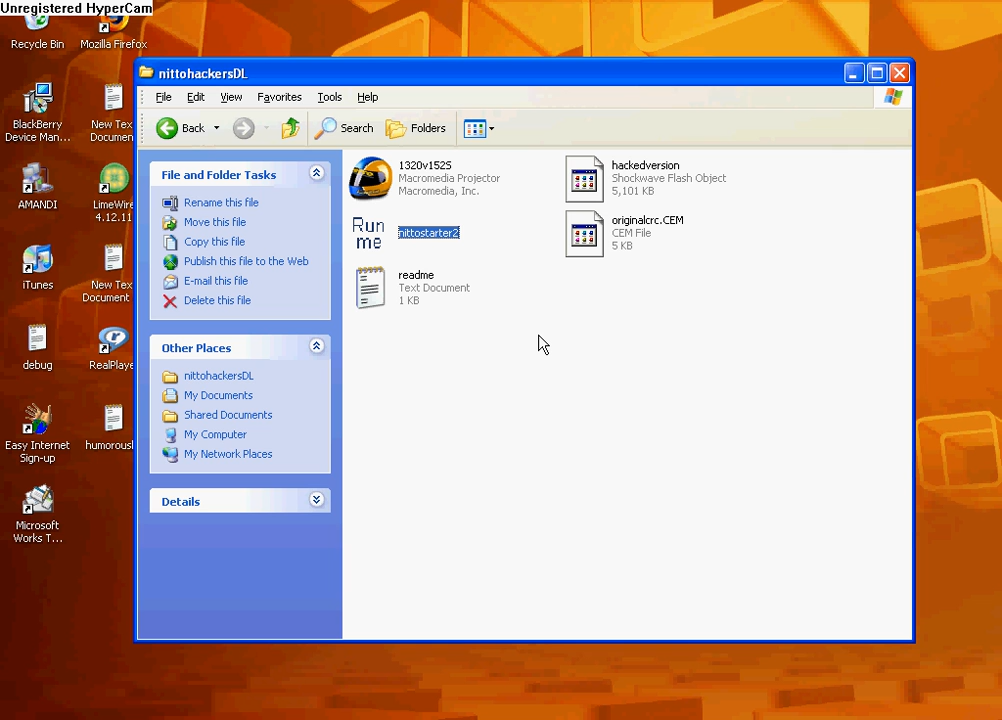 Unregistered HyperCam
Recycle Bin
Mozilla Firefox
BlackBerry
Device Man...
New Tex
Documen
AMANDI
LimeWire
4.12.11
iTunes
New Tex
Document
debug
RealPlaye
Easy Internet
Sign-up
humorous
Microsoft
Works T...
nittohackersDL
File Edit View Favorites Tools Help
Back Search Folders
File and Folder Tasks
Rename this file
Move this file
Copy this file
Publish this file to the Web
E-mail this file
Delete this file
Other Places
nittohackersDL
My Documents
Shared Documents
My Computer
My Network Places
Details
1320v152S
Macromedia Projector
Macromedia, Inc.
hackedversion
Shockwave Flash Object
5,101 KB
Run
me
nittostarter2
originalcrc.CEM
CEM File
5 KB
readme
Text Document
1 KB